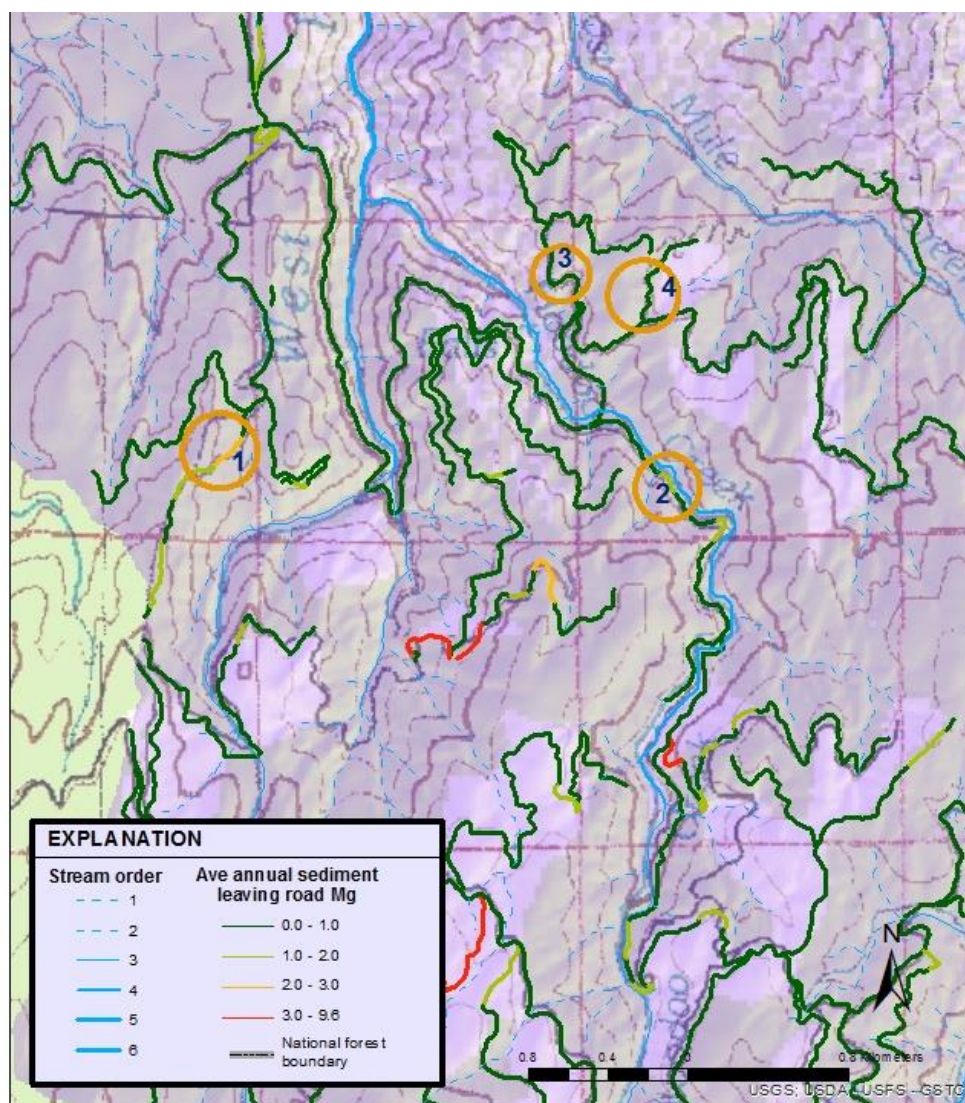 West
Mule
3
4
1
2
Creek
EXPLANATION
Stream order
1
2
3
4
5
6
Ave annual sediment
leaving road Mg
0.0 - 1.0
1.0 - 2.0
2.0 - 3.0
3.0 - 9.6
National forest
boundary
N
0.8 0.4 0 0.8 Kilometers
USGS, USDA, USFS - GSTC